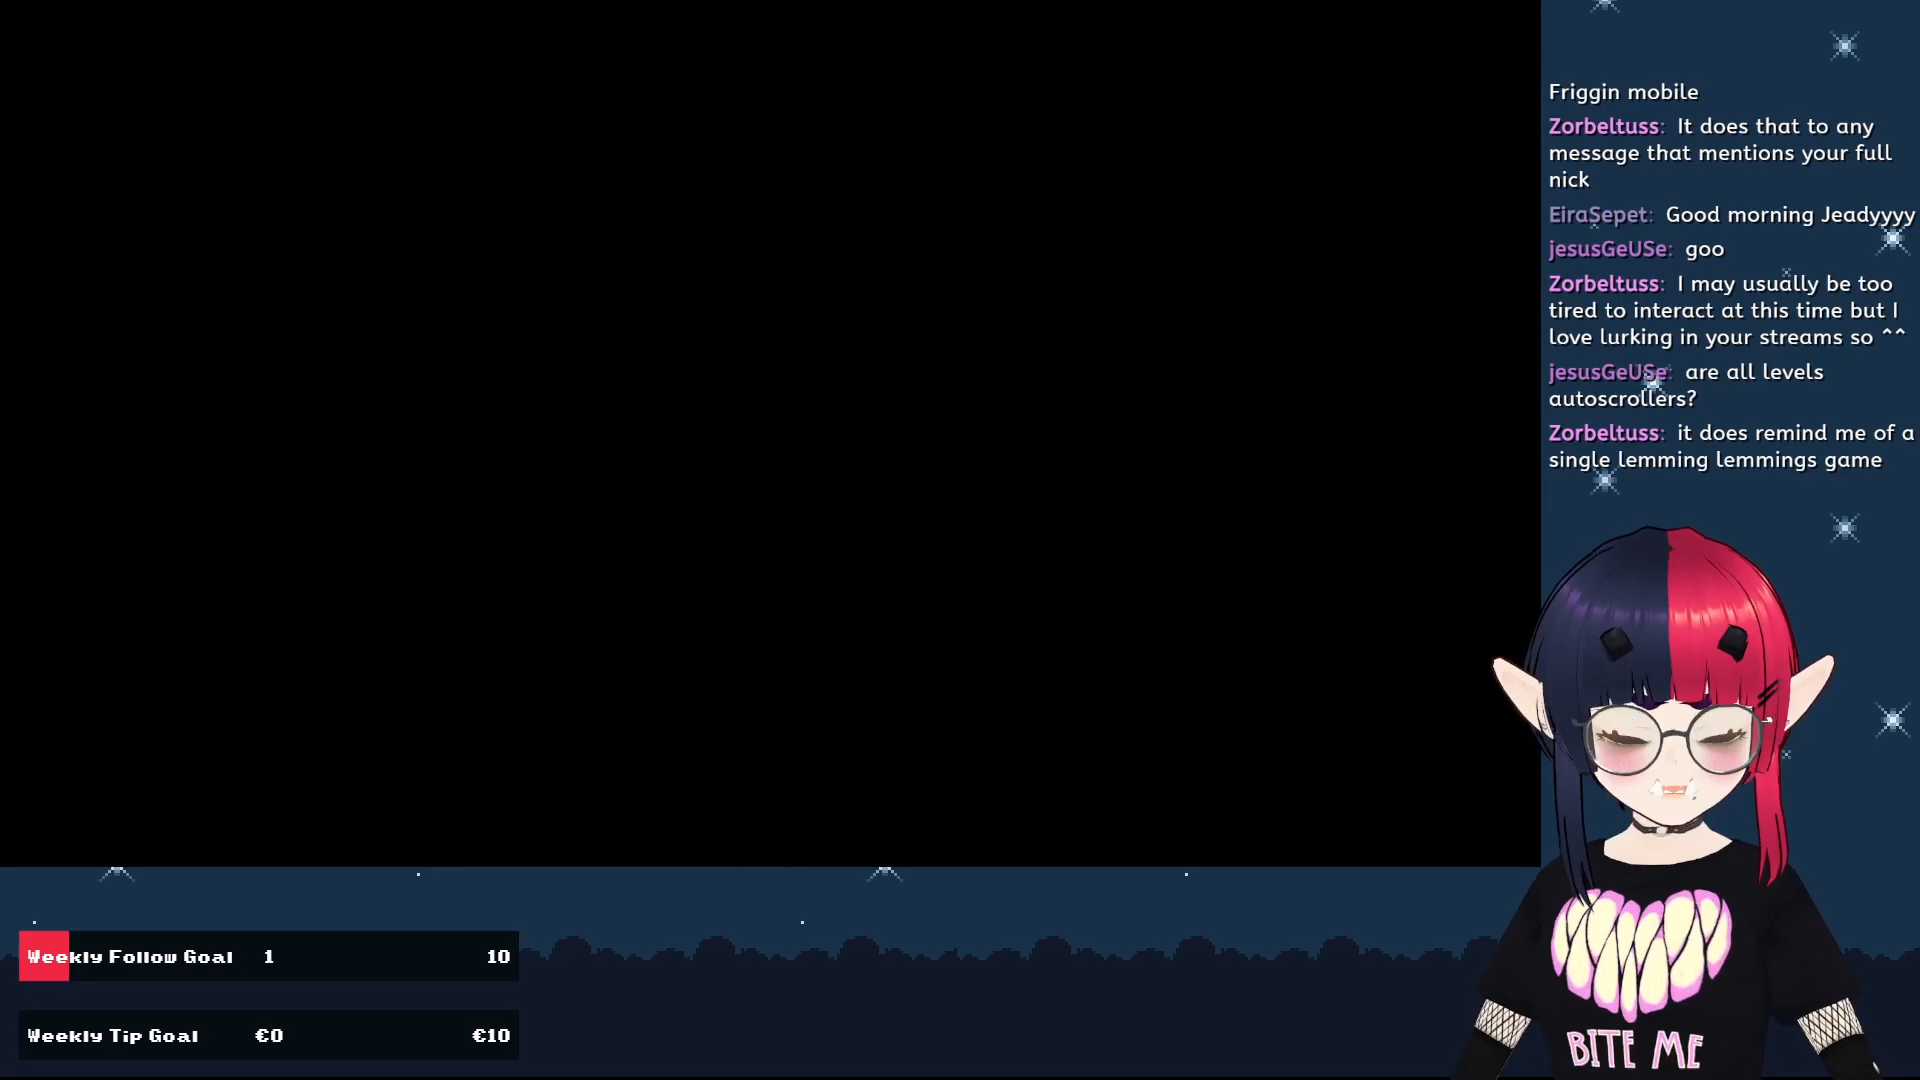 Friggin mobile
Zorbeltuss: It does that to any
message that mentions your full
nick
EiraSepet: Good morning Jeadyyyy
jesusGeUSe: goo
Zorbeltuss: I may usually be too
tired to interact at this time but I
love lurking in your streams so ^^
jesusGeUSe: are all levels
autoscrollers?
Zorbeltuss: it does remind me of a
single lemming lemmings game
Weekly Follow Goal 1 10
Weekly Tip Goal €0 €10
BITE ME